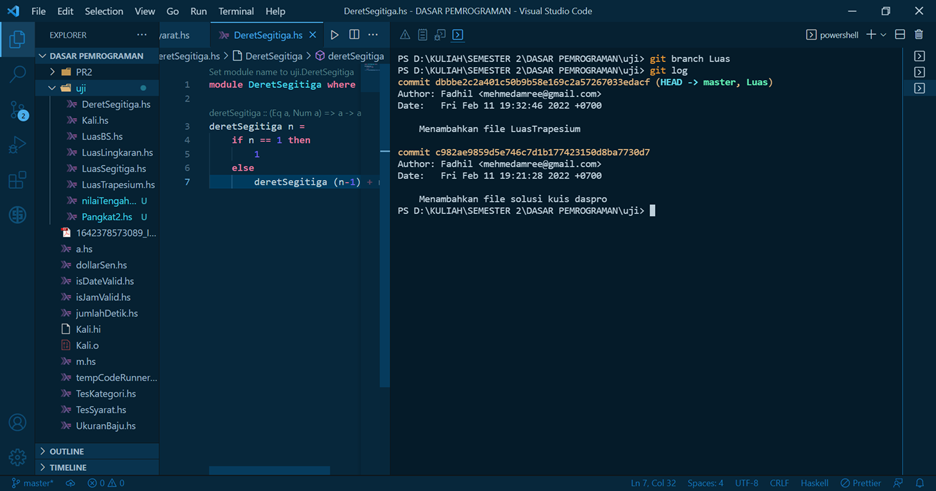 File Edit Selection View Go Run Terminal Help DeretSegitiga.hs - DASAR PEMROGRAMAN - Visual Studio Code
EXPLORER
DASAR PEMROGRAMAN
PR2
uji
DeretSegitiga.hs
Kali.hs
LuasBS.hs
LuasLingkaran.hs
LuasSegitiga.hs
LuasTrapesium.hs
nilaiTengah... U
Pangkat2.hs U
1642378573089_I...
a.hs
dollarSen.hs
isDateValid.hs
isJamValid.hs
jumlahDetik.hs
Kali.hi
Kali.o
m.hs
tempCodeRunner...
TesKategori.hs
TesSyarat.hs
UkuranBaju.hs
OUTLINE
TIMELINE
2
yarat.hs DeretSegitiga.hs
eretSegitiga.hs > DeretSegitiga > deretSegitiga
Set module name to uji.DeretSegitiga
1 module DeretSegitiga where
2
deretSegitiga :: (Eq a, Num a) => a -> a
3 deretSegitiga n =
4 if n == 1 then
5 1
6 else
7 deretSegitiga (n-1) +
powershell
PS D:\KULIAH\SEMESTER 2\DASAR PEMROGRAMAN\uji> git branch Luas
PS D:\KULIAH\SEMESTER 2\DASAR PEMROGRAMAN\uji> git log
commit dbbbe2c2a401c50b9b58e169c2a57267033edacf (HEAD -> master, Luas)
Author: Fadhil <mehmedamree@gmail.com>
Date: Fri Feb 11 19:32:46 2022 +0700
Menambahkan file LuasTrapesium
commit c982ae9859d5e746c7d1b177423150d8ba7730d7
Author: Fadhil <mehmedamree@gmail.com>
Date: Fri Feb 11 19:21:28 2022 +0700
Menambahkan file solusi kuis daspro
PS D:\KULIAH\SEMESTER 2\DASAR PEMROGRAMAN\uji>
master* 0 0 Ln 7, Col 32 Spaces: 4 UTF-8 CRLF Haskell Prettier